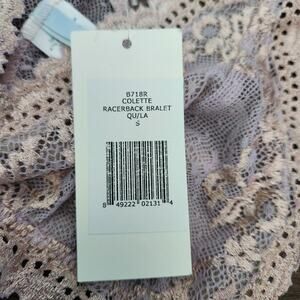 B718R
COLETTE
RACERBACK BRALET
QU/LA
S
8 49222 02131 4